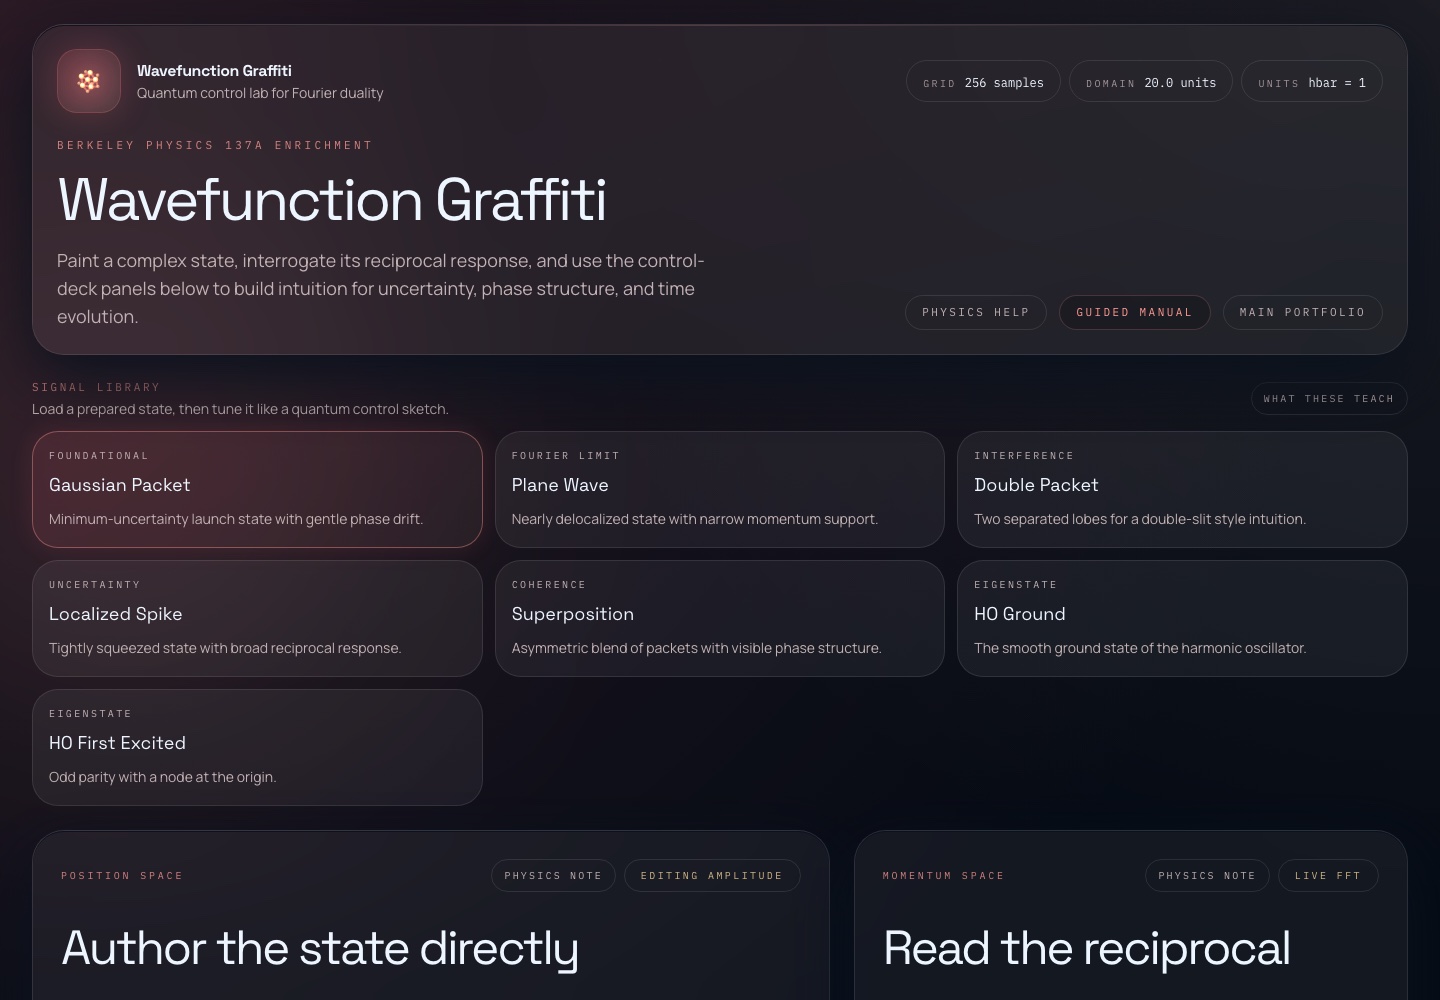 Wavefunction Graffiti
Quantum control lab for Fourier duality
GRID 256 samples
DOMAIN 20.0 units
UNITS hbar = 1
BERKELEY PHYSICS 137A ENRICHMENT
Wavefunction Graffiti
Paint a complex state, interrogate its reciprocal response, and use the control-
deck panels below to build intuition for uncertainty, phase structure, and time
evolution.
PHYSICS HELP
GUIDED MANUAL
MAIN PORTFOLIO
SIGNAL LIBRARY
Load a prepared state, then tune it like a quantum control sketch.
WHAT THESE TEACH
FOUNDATIONAL
Gaussian Packet
Minimum-uncertainty launch state with gentle phase drift.
FOURIER LIMIT
Plane Wave
Nearly delocalized state with narrow momentum support.
INTERFERENCE
Double Packet
Two separated lobes for a double-slit style intuition.
UNCERTAINTY
Localized Spike
Tightly squeezed state with broad reciprocal response.
COHERENCE
Superposition
Asymmetric blend of packets with visible phase structure.
EIGENSTATE
HO Ground
The smooth ground state of the harmonic oscillator.
EIGENSTATE
HO First Excited
Odd parity with a node at the origin.
POSITION SPACE
PHYSICS NOTE
EDITING AMPLITUDE
Author the state directly
MOMENTUM SPACE
PHYSICS NOTE
LIVE FFT
Read the reciprocal